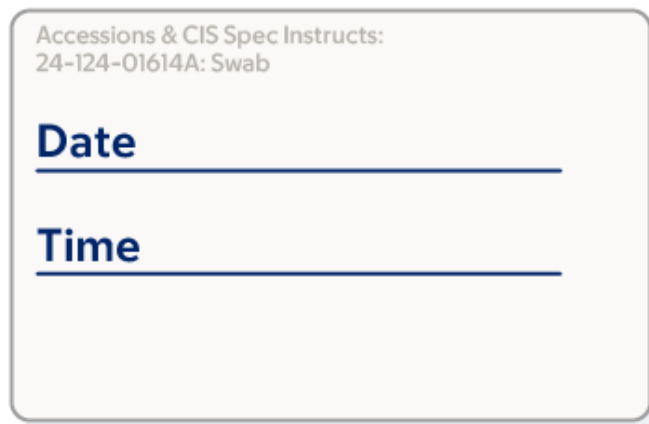 Accessions & CIS Spec Instructs:
24-124-01614A: Swab
Date
Time